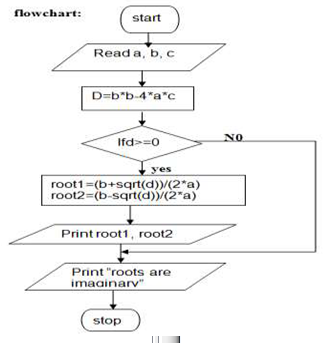 flowchart:
start
Read a, b, c
D=b*b-4*a*c
Ifd>=0
N0
yes
root1=(b+sqrt(d))/(2*a)
root2=(b-sqrt(d))/(2*a)
Print root1, root2
Print "roots are
imaginary"
stop